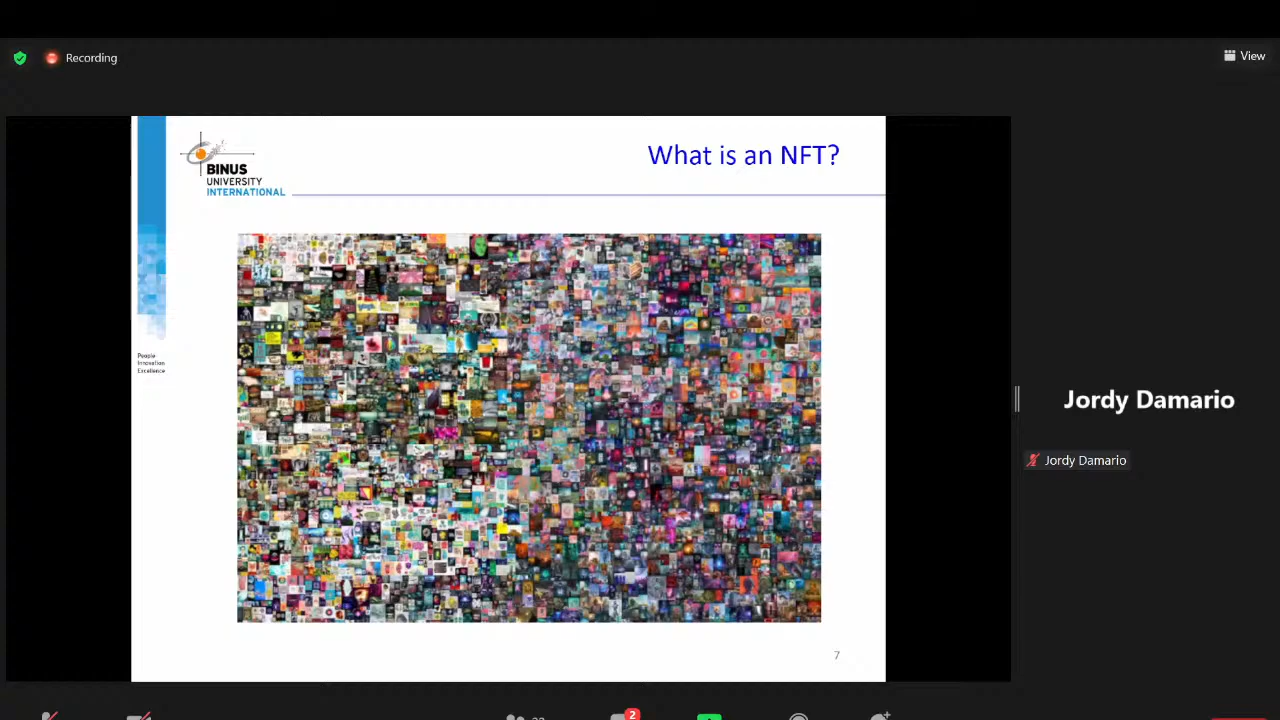 Recording
View
BINUS
UNIVERSITY
INTERNATIONAL
What is an NFT?
People
Innovation
Excellence
Jordy Damario
Jordy Damario
7
2